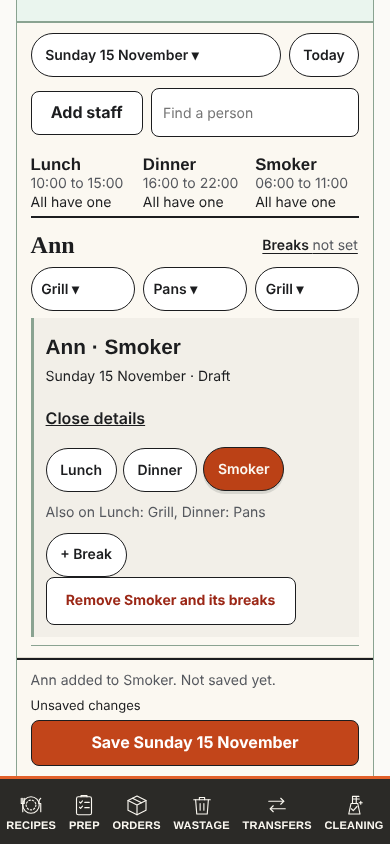 Sunday 15 November ▾ Today
Add staff Find a person
Lunch Dinner Smoker
10:00 to 15:00 16:00 to 22:00 06:00 to 11:00
All have one All have one All have one
Ann Breaks not set
Grill ▾ Pans ▾ Grill ▾
Ann · Smoker
Sunday 15 November · Draft
Close details
Lunch Dinner Smoker
Also on Lunch: Grill, Dinner: Pans
+ Break
Remove Smoker and its breaks
Ann added to Smoker. Not saved yet.
Unsaved changes
Save Sunday 15 November
RECIPES PREP ORDERS WASTAGE TRANSFERS CLEANING